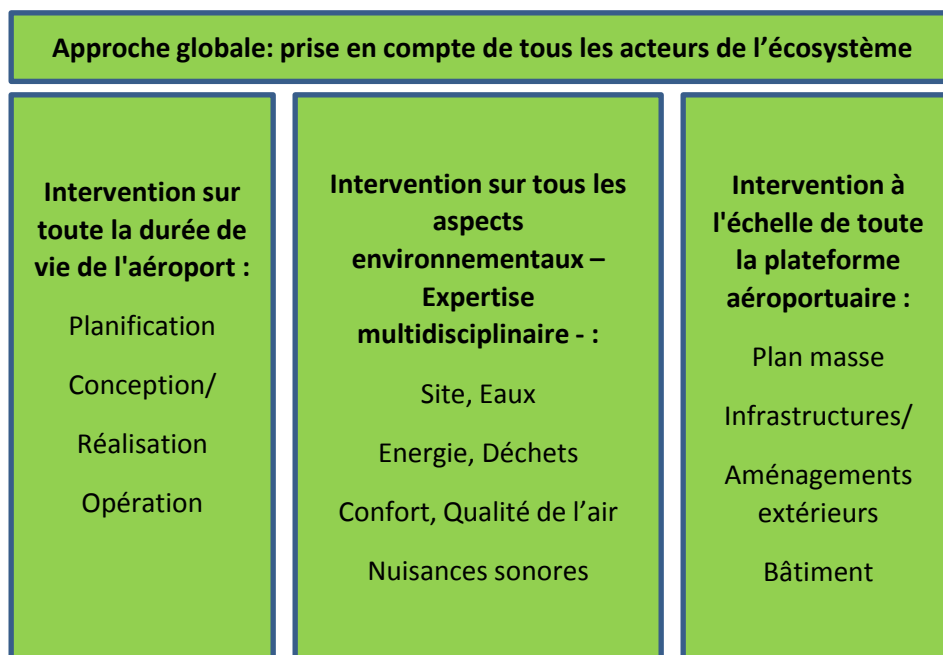 Approche globale: prise en compte de tous les acteurs de l’écosystème
Intervention sur
toute la durée de
vie de l'aéroport :
Planification
Conception/
Réalisation
Opération
Intervention sur tous les
aspects
environnementaux –
Expertise
multidisciplinaire - :
Site, Eaux
Energie, Déchets
Confort, Qualité de l’air
Nuisances sonores
Intervention à
l'échelle de toute
la plateforme
aéroportuaire :
Plan masse
Infrastructures/
Aménagements
extérieurs
Bâtiment